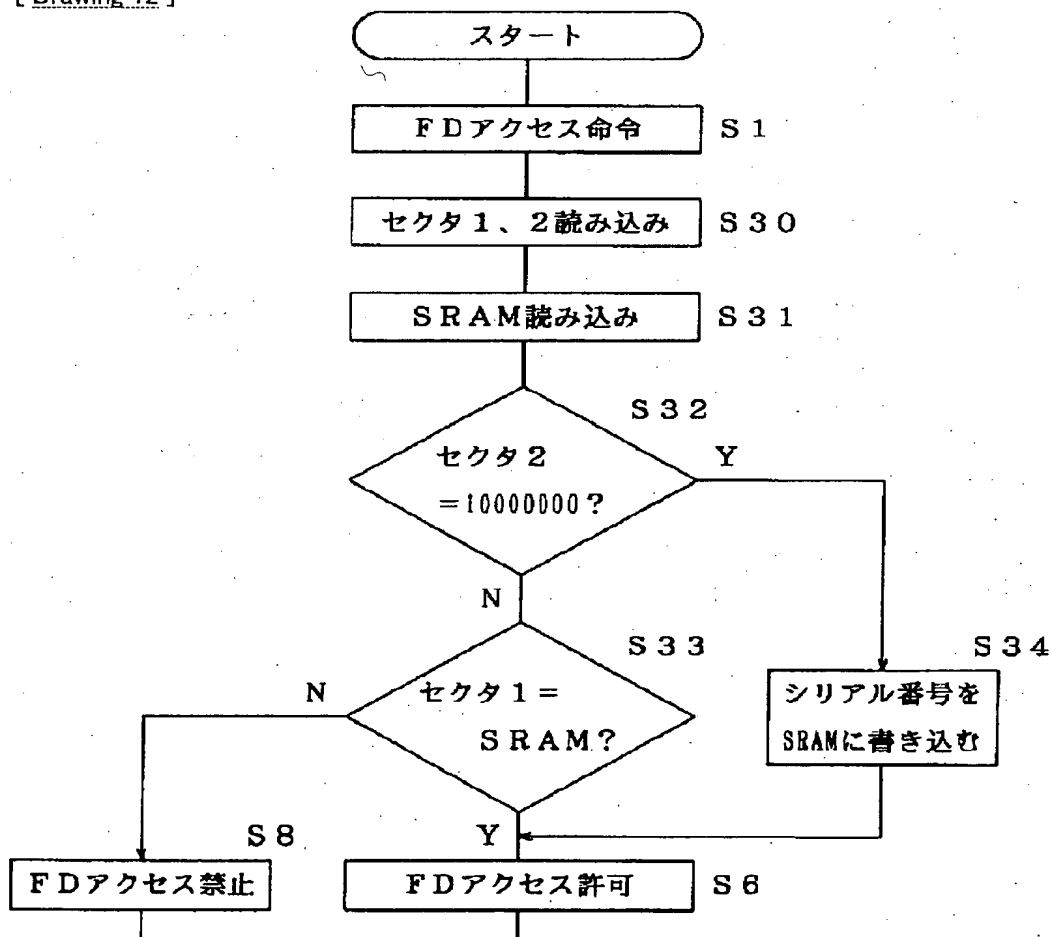 [ Drawing 12 ]
スタート
FDアクセス命令 S1
セクタ1、2読み込み S30
SRAM読み込み S31
S32
セクタ2
=10000000?
Y
N
S33
セクタ1=
SRAM?
N
Y
S34
シリアル番号を
SRAMに書き込む
S8
FDアクセス禁止
FDアクセス許可 S6